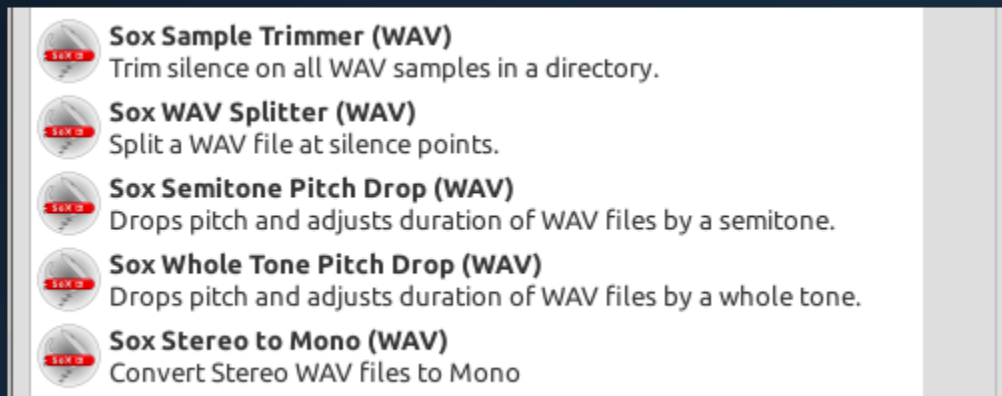 Sox Sample Trimmer (WAV)
Trim silence on all WAV samples in a directory.
Sox WAV Splitter (WAV)
Split a WAV file at silence points.
Sox Semitone Pitch Drop (WAV)
Drops pitch and adjusts duration of WAV files by a semitone.
Sox Whole Tone Pitch Drop (WAV)
Drops pitch and adjusts duration of WAV files by a whole tone.
Sox Stereo to Mono (WAV)
Convert Stereo WAV files to Mono